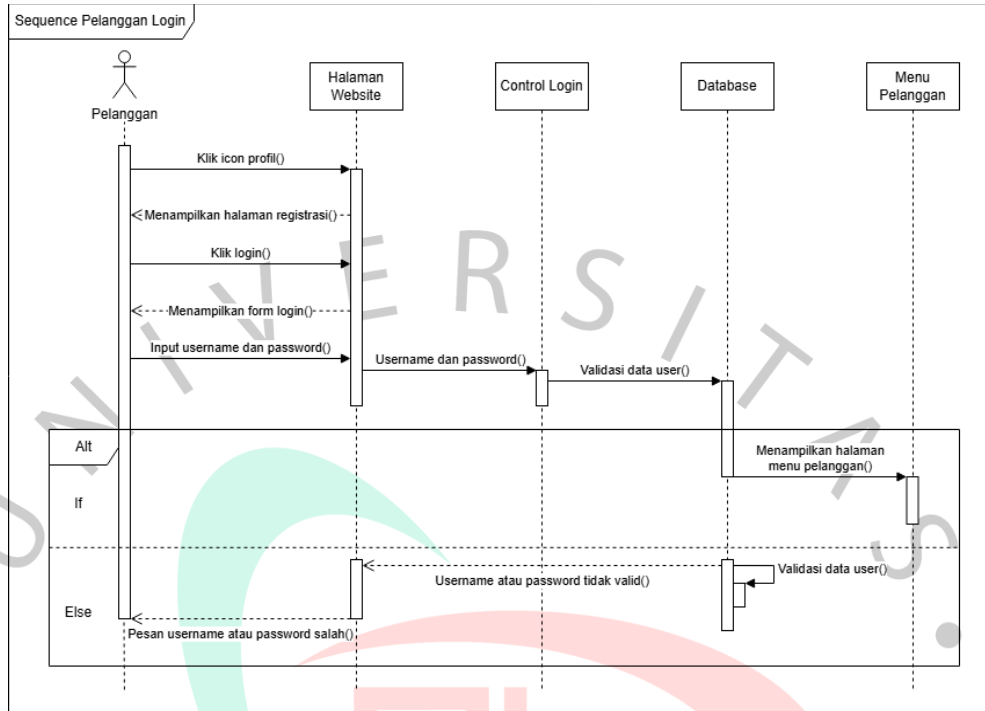 Sequence Pelanggan Login
Pelanggan
Halaman
Website
Control Login
Database
Menu
Pelanggan
Klik icon profil()
Menampilkan halaman registrasi()
Klik login()
Menampilkan form login()
Input username dan password()
Username dan password()
Validasi data user()
Alt
If
Menampilkan halaman
menu pelanggan()
Else
Validasi data user()
Username atau password tidak valid()
Pesan username atau password salah()
UNIVERSITAS